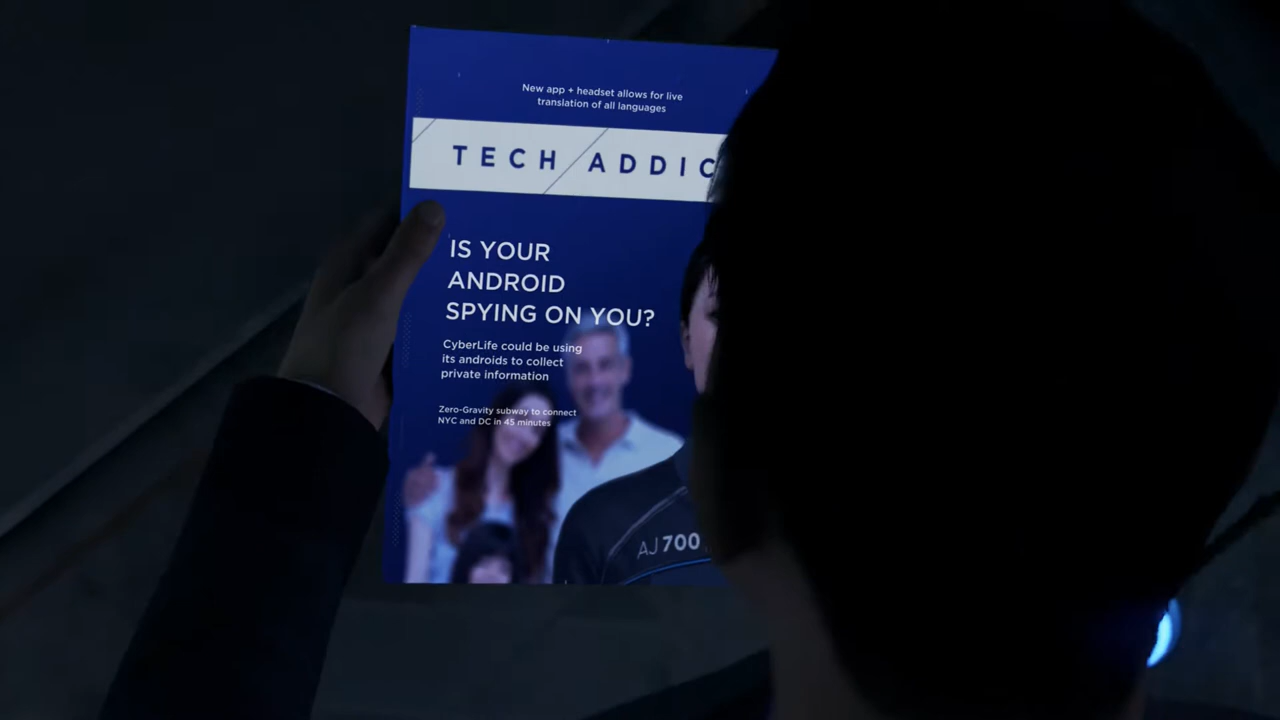 New app + headset allows for live
translation of all languages
TECH ADDIC
IS YOUR
ANDROID
SPYING ON YOU?
CyberLife could be using
its androids to collect
private information
Zero-Gravity subway to connect
NYC and DC in 45 minutes
AJ700